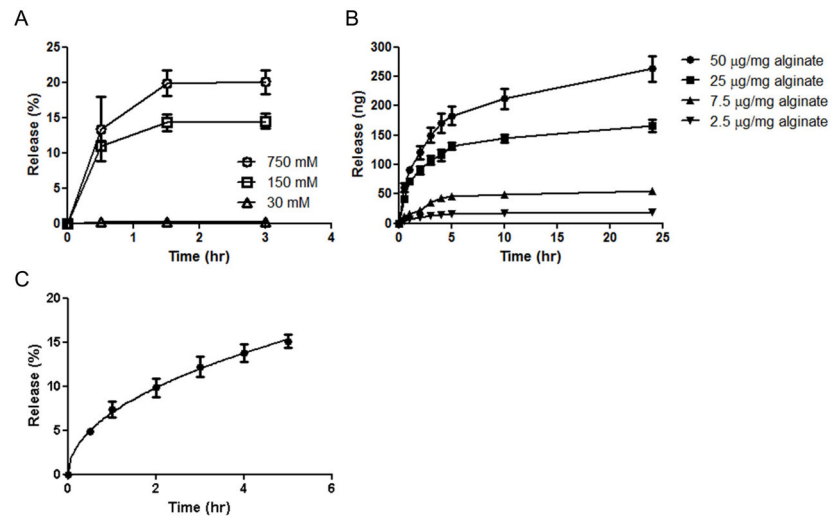 A
Release (%)
25
20
15
10
5
0
0 1 2 3 4
Time (hr)
750 mM
150 mM
30 mM
B
Release (ng)
300
250
200
150
100
50
0
0 5 10 15 20 25
Time (hr)
50 µg/mg alginate
25 µg/mg alginate
7.5 µg/mg alginate
2.5 µg/mg alginate
C
Release (%)
20
15
10
5
0
0 2 4 6
Time (hr)